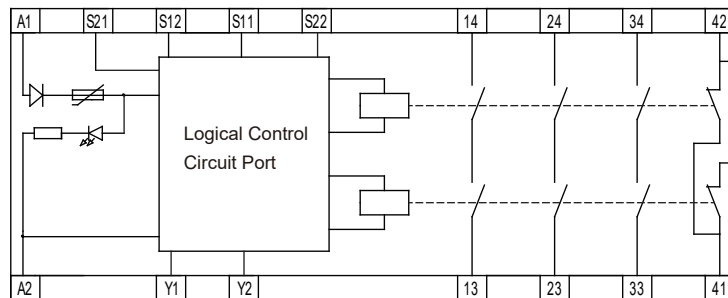 A1 S21 S12 S11 S22 14 24 34 42
Logical Control
Circuit Port
A2 Y1 Y2 13 23 33 41